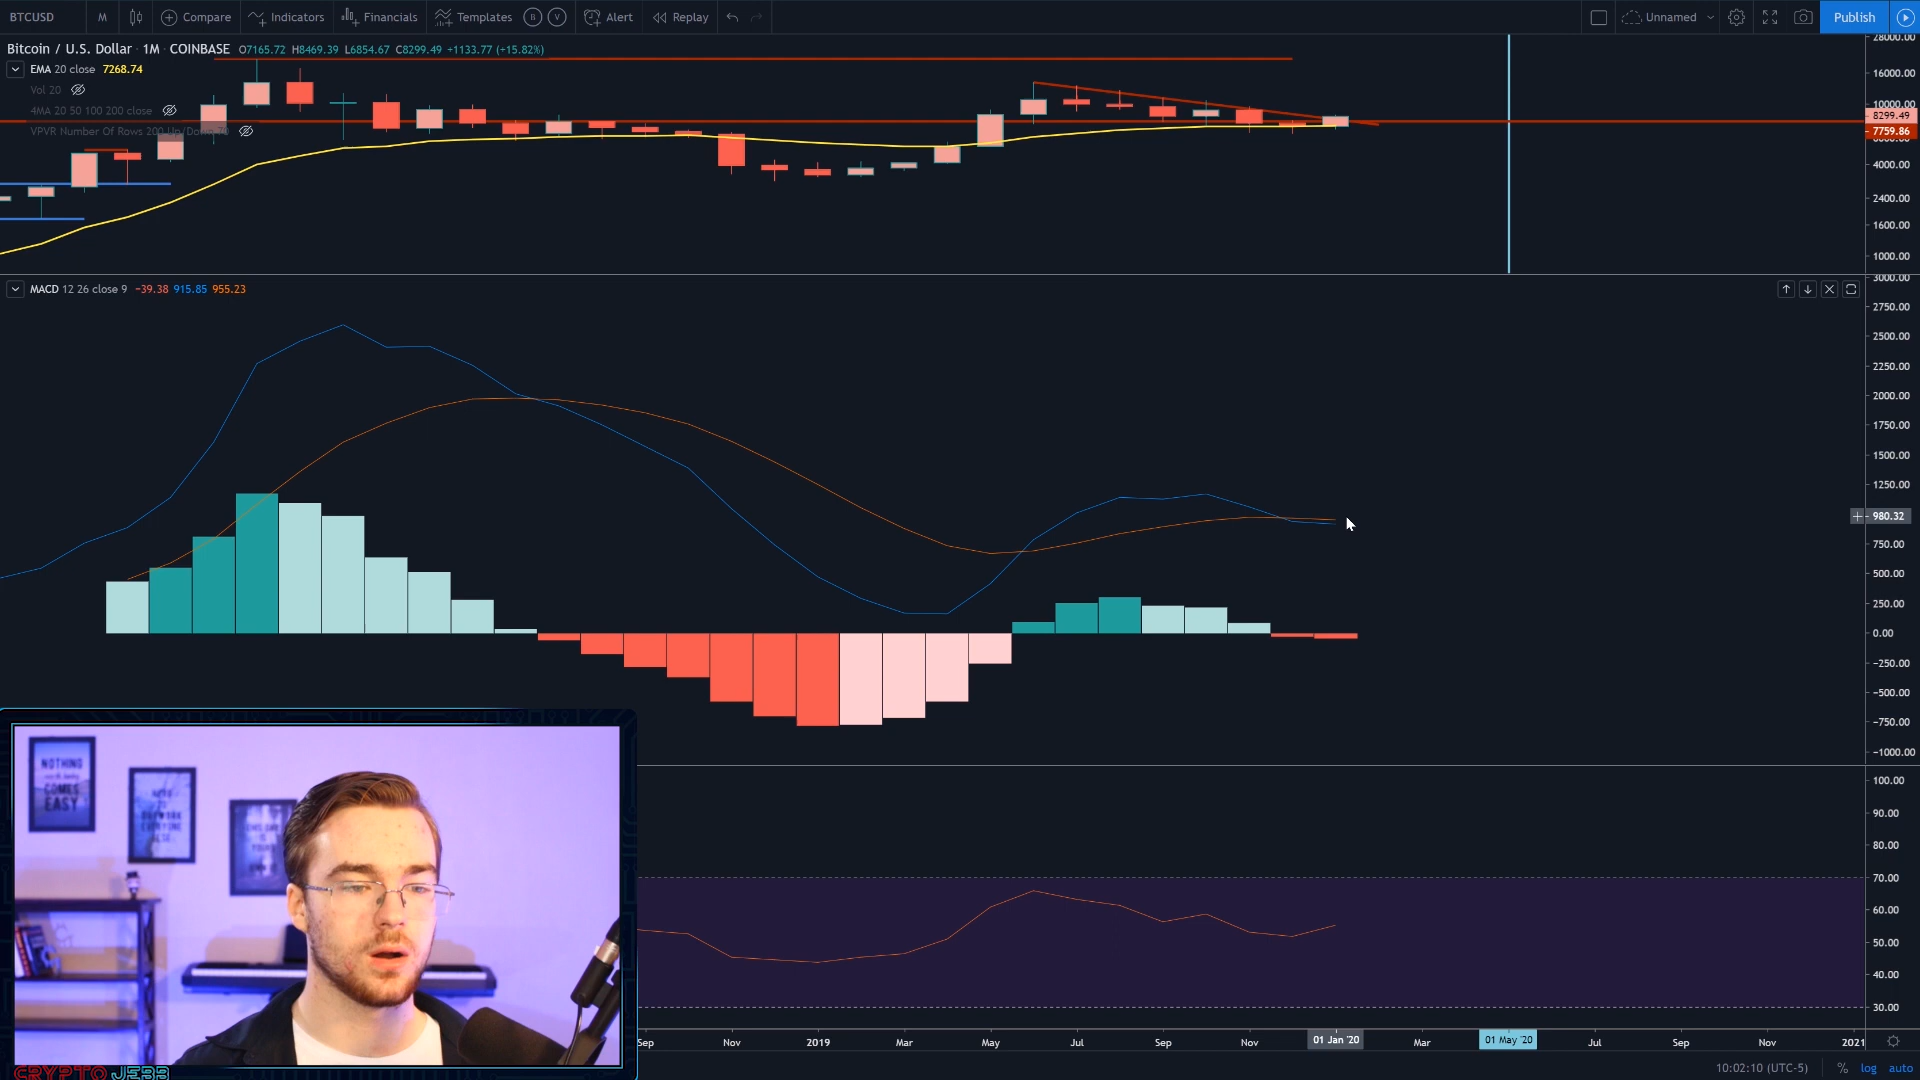 BTCUSD M Compare Indicators Financials Templates B V Alert Replay Unnamed Publish
Bitcoin / U.S. Dollar · 1M · COINBASE O7165.72 H8469.39 L6854.67 C8299.49 +1133.77 (+15.82%)
EMA 20 close 7268.74
Vol 20
4MA 20 50 100 200 close
VPVR Number Of Rows 200 Up/Down
28000.00
16000.00
10000.00
8299.49
7759.86
4000.00
2400.00
1600.00
1000.00
MACD 12 26 close 9 −39.38 915.85 955.23
3000.00
2750.00
2500.00
2250.00
2000.00
1750.00
1500.00
1250.00
980.32
750.00
500.00
250.00
0.00
−250.00
−500.00
−750.00
−1000.00
100.00
90.00
80.00
70.00
60.00
50.00
40.00
30.00
NOTHING
COMES
EASY
Sep Nov 2019 Mar May Jul Sep Nov 01 Jan '20 Mar 01 May '20 Jul Sep Nov 2021
10:02:10 (UTC-5) % log auto
CRYPTO JEBB